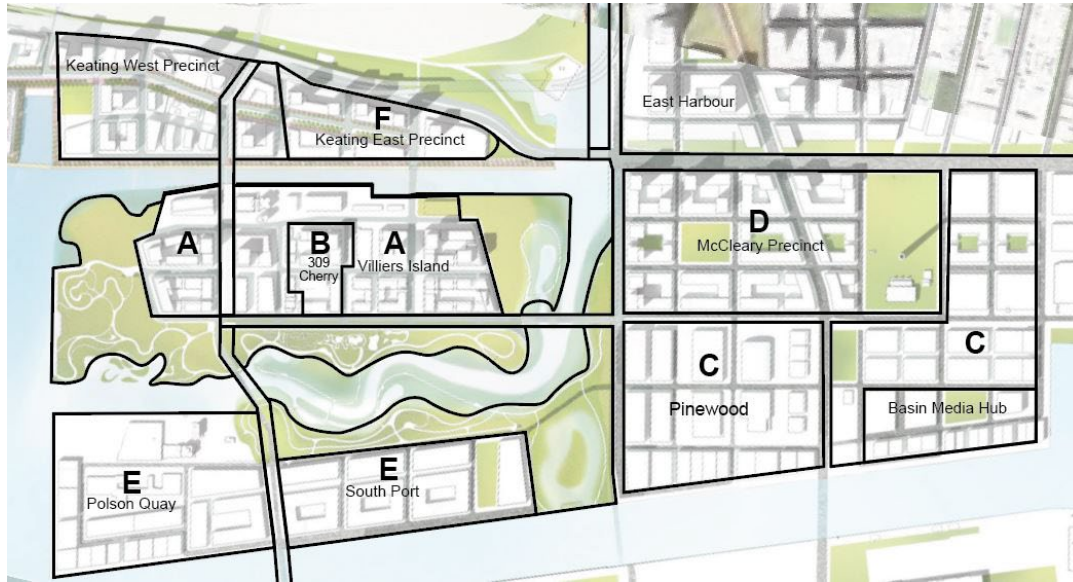 Keating West Precinct
F
Keating East Precinct
East Harbour
A
B
309
Cherry
A
Villiers Island
D
McCleary Precinct
C
Pinewood
C
Basin Media Hub
E
Polson Quay
E
South Port